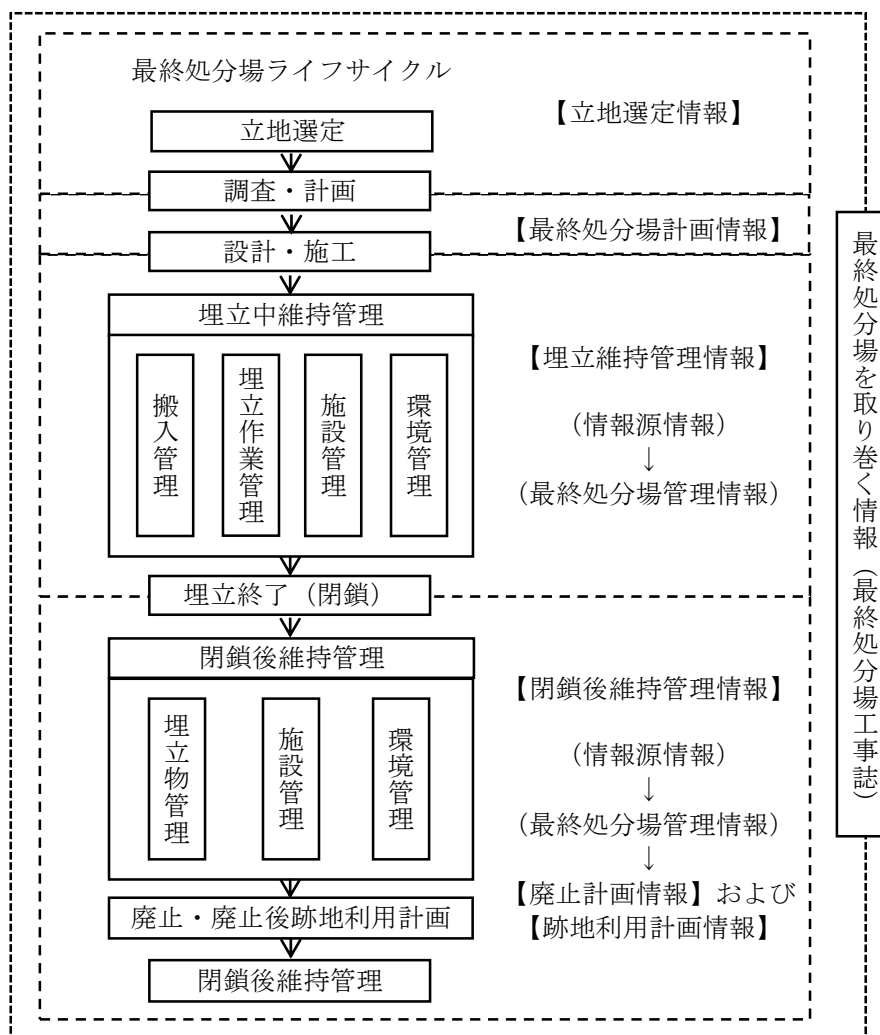 最終処分場ライフサイクル
【立地選定情報】
立地選定
調査・計画
【最終処分場計画情報】
設計・施工
埋立中維持管理
搬入管理
埋立作業管理
施設管理
環境管理
【埋立維持管理情報】
（情報源情報）
↓
（最終処分場管理情報）
埋立終了（閉鎖）
閉鎖後維持管理
埋立物管理
施設管理
環境管理
【閉鎖後維持管理情報】
（情報源情報）
↓
（最終処分場管理情報）
↓
【廃止計画情報】および
【跡地利用計画情報】
廃止・廃止後跡地利用計画
閉鎖後維持管理
最終処分場を取り巻く情報（最終処分場工事誌）